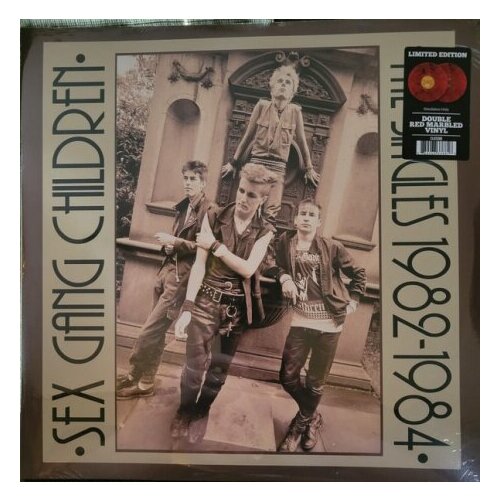 ·SEX GANG CHILDREN·
THE SINGLES 1982-1984·
LIMITED EDITION
DOUBLE
RED MARBLED
VINYL